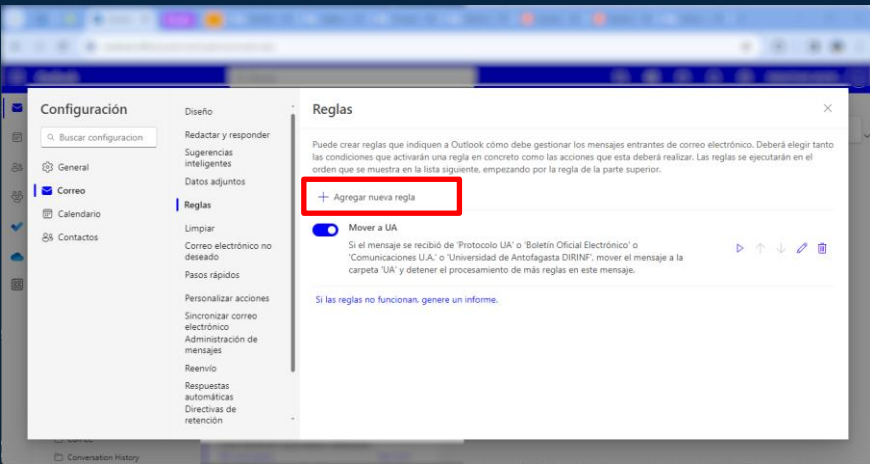 Outlook
Configuración
Buscar configuracion
General
Correo
Calendario
Contactos
Diseño
Redactar y responder
Sugerencias
inteligentes
Datos adjuntos
Reglas
Limpiar
Correo electrónico no
deseado
Pasos rápidos
Personalizar acciones
Sincronizar correo
electrónico
Administración de
mensajes
Reenvío
Respuestas
automáticas
Directivas de
retención
Reglas
Puede crear reglas que indiquen a Outlook cómo debe gestionar los mensajes entrantes de correo electrónico. Deberá elegir tanto
las condiciones que activarán una regla en concreto como las acciones que esta deberá realizar. Las reglas se ejecutarán en el
orden que se muestra en la lista siguiente, empezando por la regla de la parte superior.
Agregar nueva regla
Mover a UA
Si el mensaje se recibió de 'Protocolo UA' o 'Boletín Oficial Electrónico' o
'Comunicaciones U.A.' o 'Universidad de Antofagasta DIRINF', mover el mensaje a la
carpeta 'UA' y detener el procesamiento de más reglas en este mensaje.
Si las reglas no funcionan, genere un informe.
Conversation History